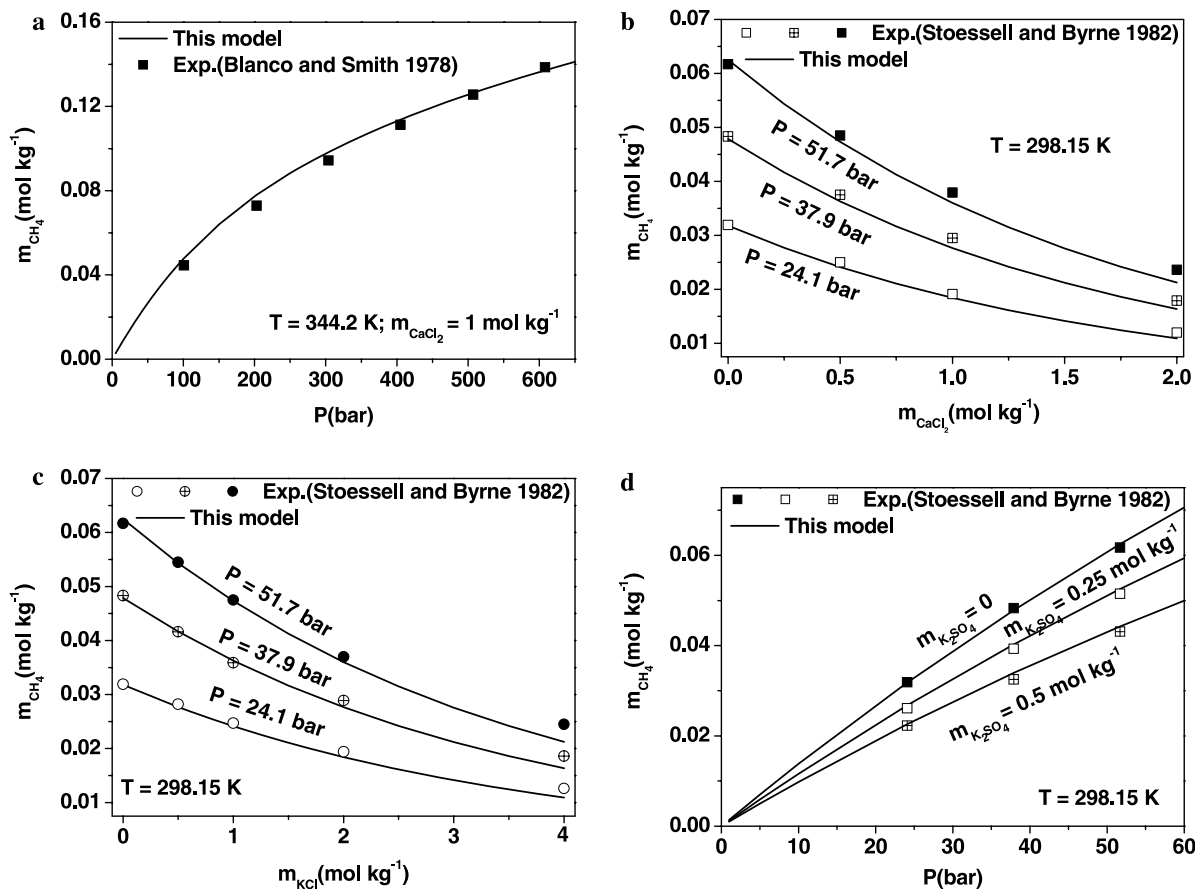 a
This model
Exp.(Blanco and Smith 1978)
0.16
0.12
0.08
0.04
0.00
m_CH4(mol kg^-1)
T = 344.2 K; m_CaCl2 = 1 mol kg^-1
0 100 200 300 400 500 600
P(bar)
b
Exp.(Stoessell and Byrne 1982)
This model
0.07
0.06
0.05
0.04
0.03
0.02
0.01
m_CH4(mol kg^-1)
P = 51.7 bar
T = 298.15 K
P = 37.9 bar
P = 24.1 bar
0.0 0.5 1.0 1.5 2.0
m_CaCl2(mol kg^-1)
c
Exp.(Stoessell and Byrne 1982)
This model
0.07
0.06
0.05
0.04
0.03
0.02
0.01
m_CH4(mol kg^-1)
P = 51.7 bar
P = 37.9 bar
P = 24.1 bar
T = 298.15 K
0 1 2 3 4
m_KCl(mol kg^-1)
d
Exp.(Stoessell and Byrne 1982)
This model
0.06
0.04
0.02
0.00
m_CH4(mol kg^-1)
m_K2SO4 = 0
m_K2SO4 = 0.25 mol kg^-1
m_K2SO4 = 0.5 mol kg^-1
T = 298.15 K
0 10 20 30 40 50 60
P(bar)